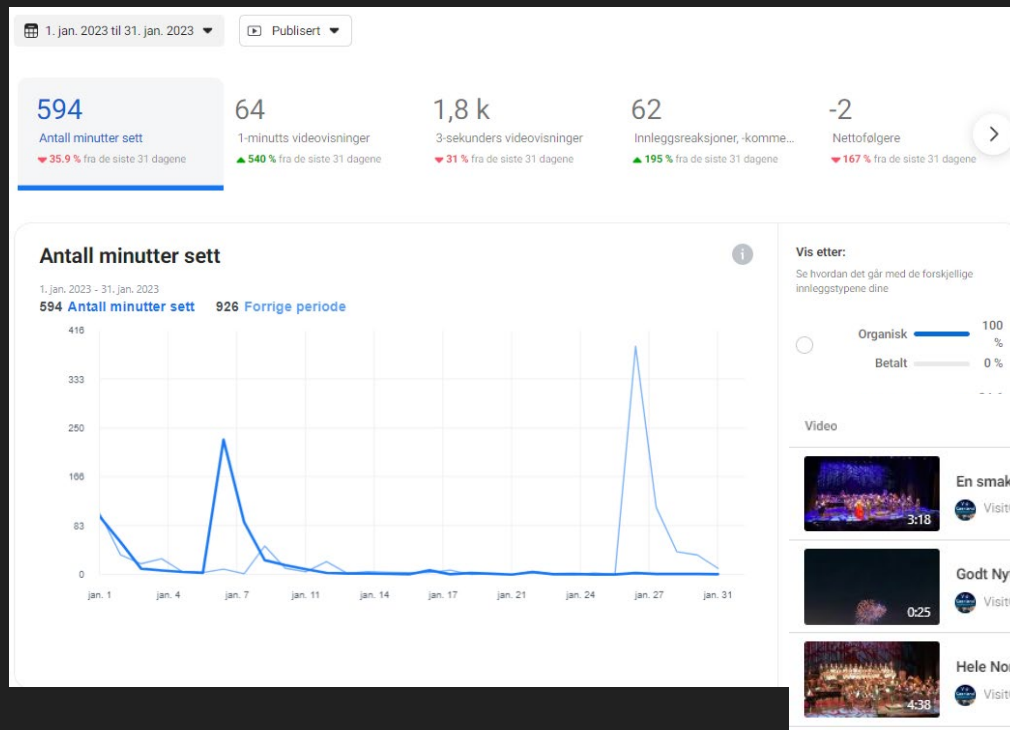 1. jan. 2023 til 31. jan. 2023
Publisert
594
Antall minutter sett
35.9 % fra de siste 31 dagene
64
1-minutts videovisninger
540 % fra de siste 31 dagene
1,8 k
3-sekunders videovisninger
31 % fra de siste 31 dagene
62
Innleggsreaksjoner, -komme...
195 % fra de siste 31 dagene
-2
Nettofølgere
167 % fra de siste 31 dagene
Antall minutter sett
1. jan. 2023 - 31. jan. 2023
594 Antall minutter sett 926 Forrige periode
416
333
250
166
83
0
jan. 1 jan. 4 jan. 7 jan. 11 jan. 14 jan. 17 jan. 21 jan. 24 jan. 27 jan. 31
Vis etter:
Se hvordan det går med de forskjellige
innleggstypene dine
Organisk 100
%
Betalt 0 %
Video
3:18
En smak
Visit
0:25
Godt Ny
Visit
4:38
Hele No
Visit